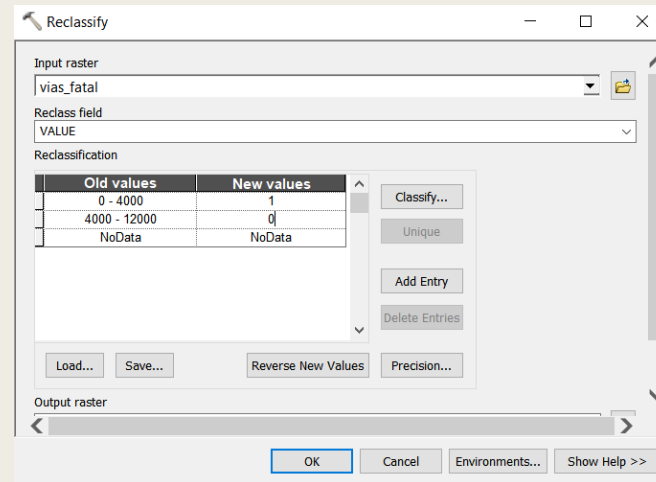 Reclassify
Input raster
vias_fatal
Reclass field
VALUE
Reclassification
Old values New values
0 - 4000 1
4000 - 12000 0
NoData NoData
Classify...
Unique
Add Entry
Delete Entries
Load... Save... Reverse New Values Precision...
Output raster
OK Cancel Environments... Show Help >>